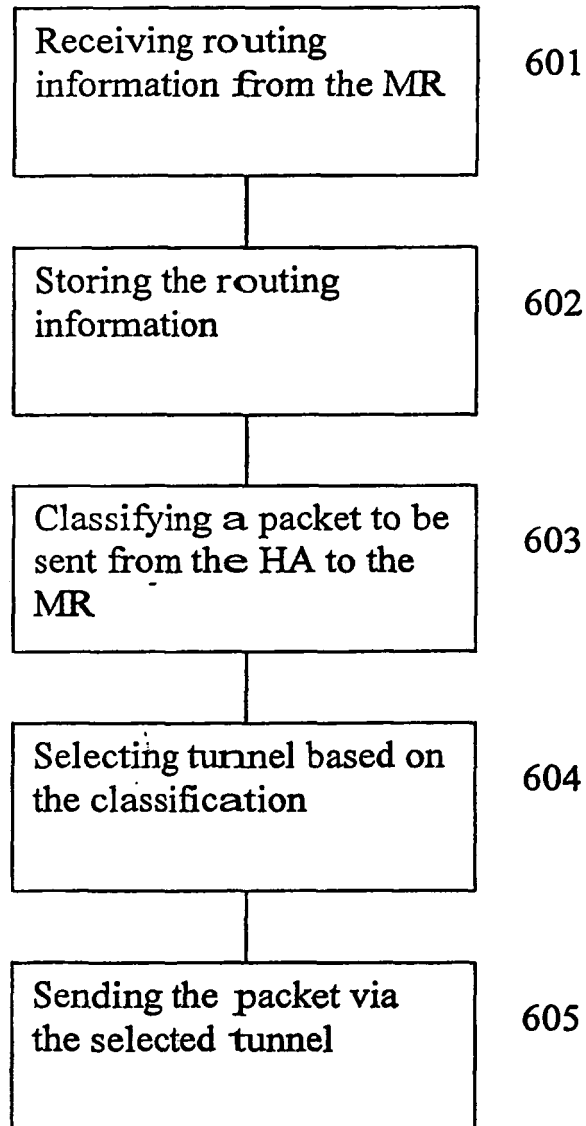 Receiving routing
information from the MR
601
Storing the routing
information
602
Classifying a packet to be
sent from the HA to the
MR
603
Selecting tunnel based on
the classification
604
Sending the packet via
the selected tunnel
605